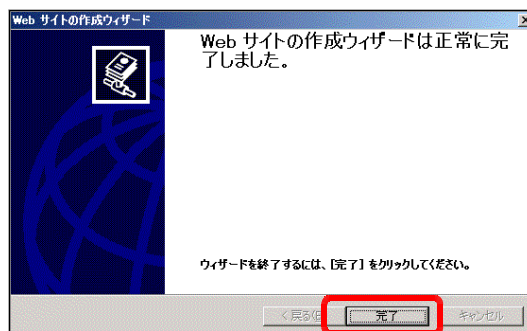 Web サイトの作成ウィザード
Web サイトの作成ウィザードは正常に完
了しました。
ウィザードを終了するには、[完了] をクリックしてください。
< 戻る(B
完了
キャンセル